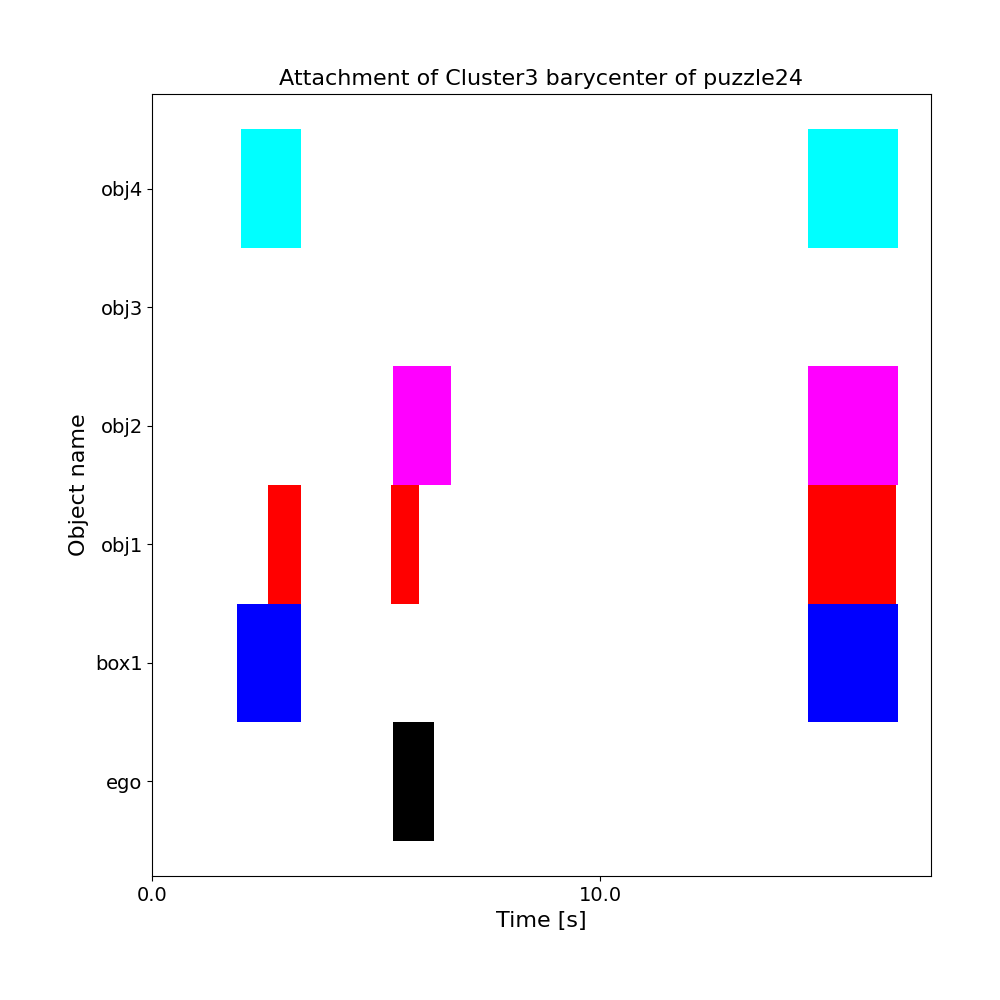 Attachment of Cluster3 barycenter of puzzle24
obj4
obj3
obj2
obj1
box1
ego
Object name
0.0
10.0
Time [s]